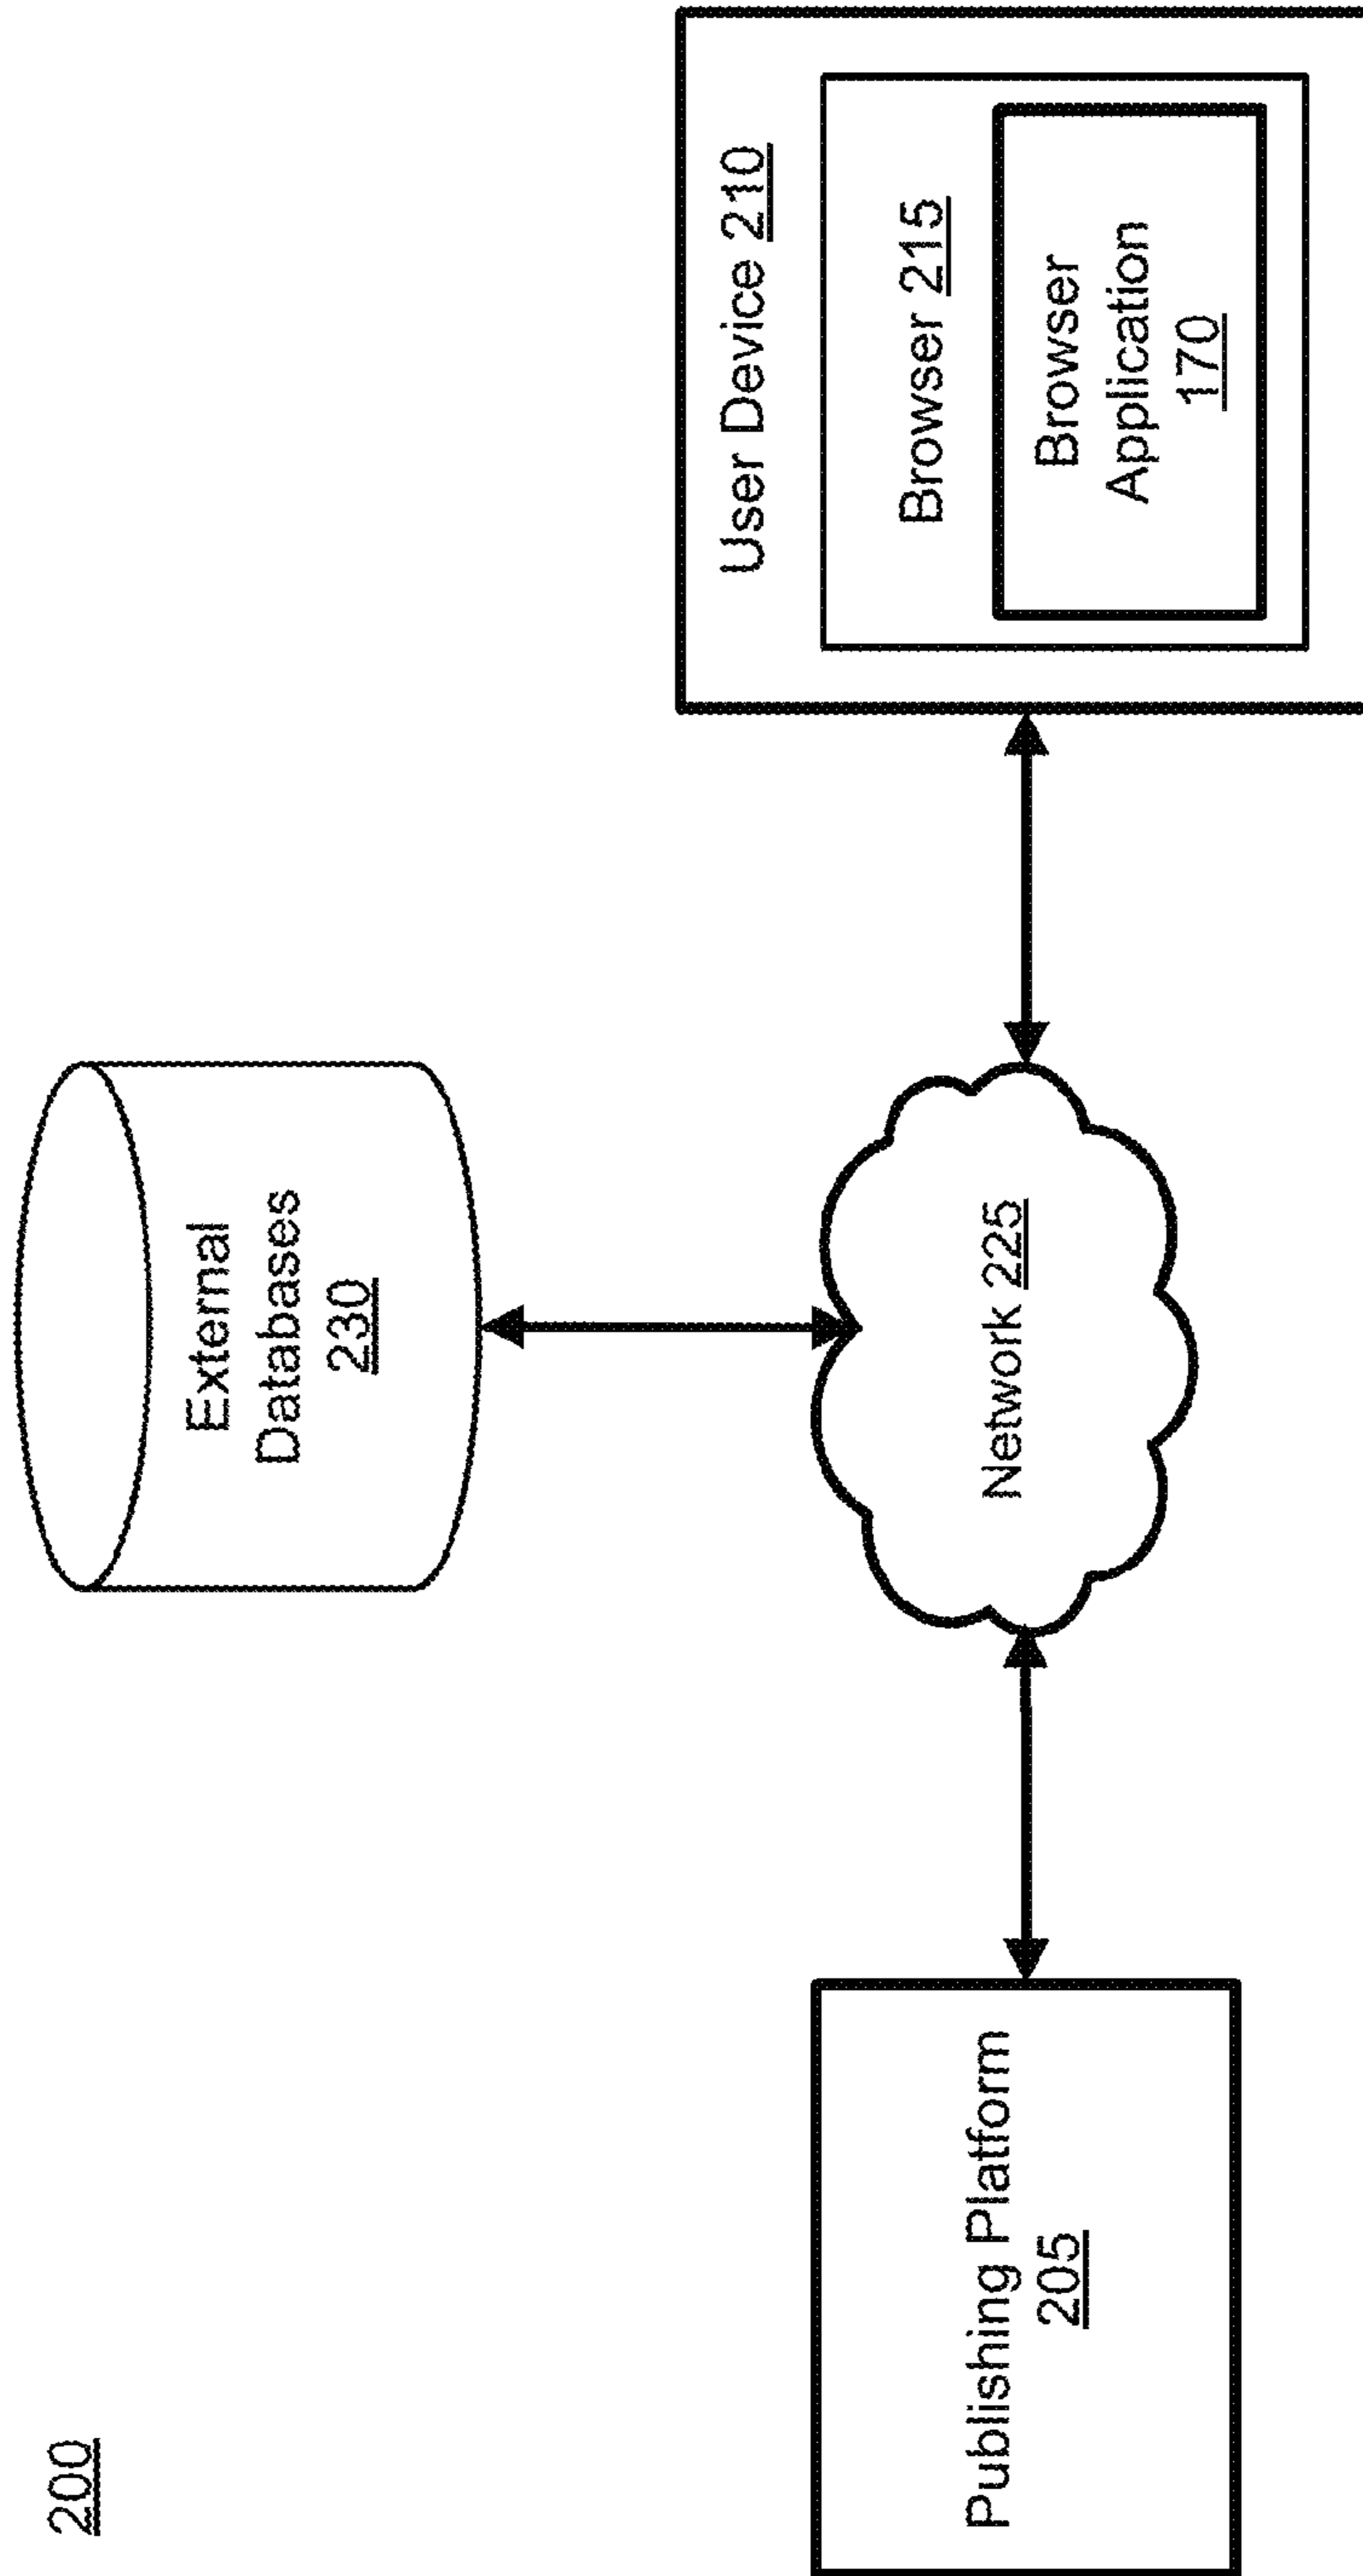 200
External
Databases
230
Publishing Platform
205
Network 225
User Device 210
Browser 215
Browser
Application
170